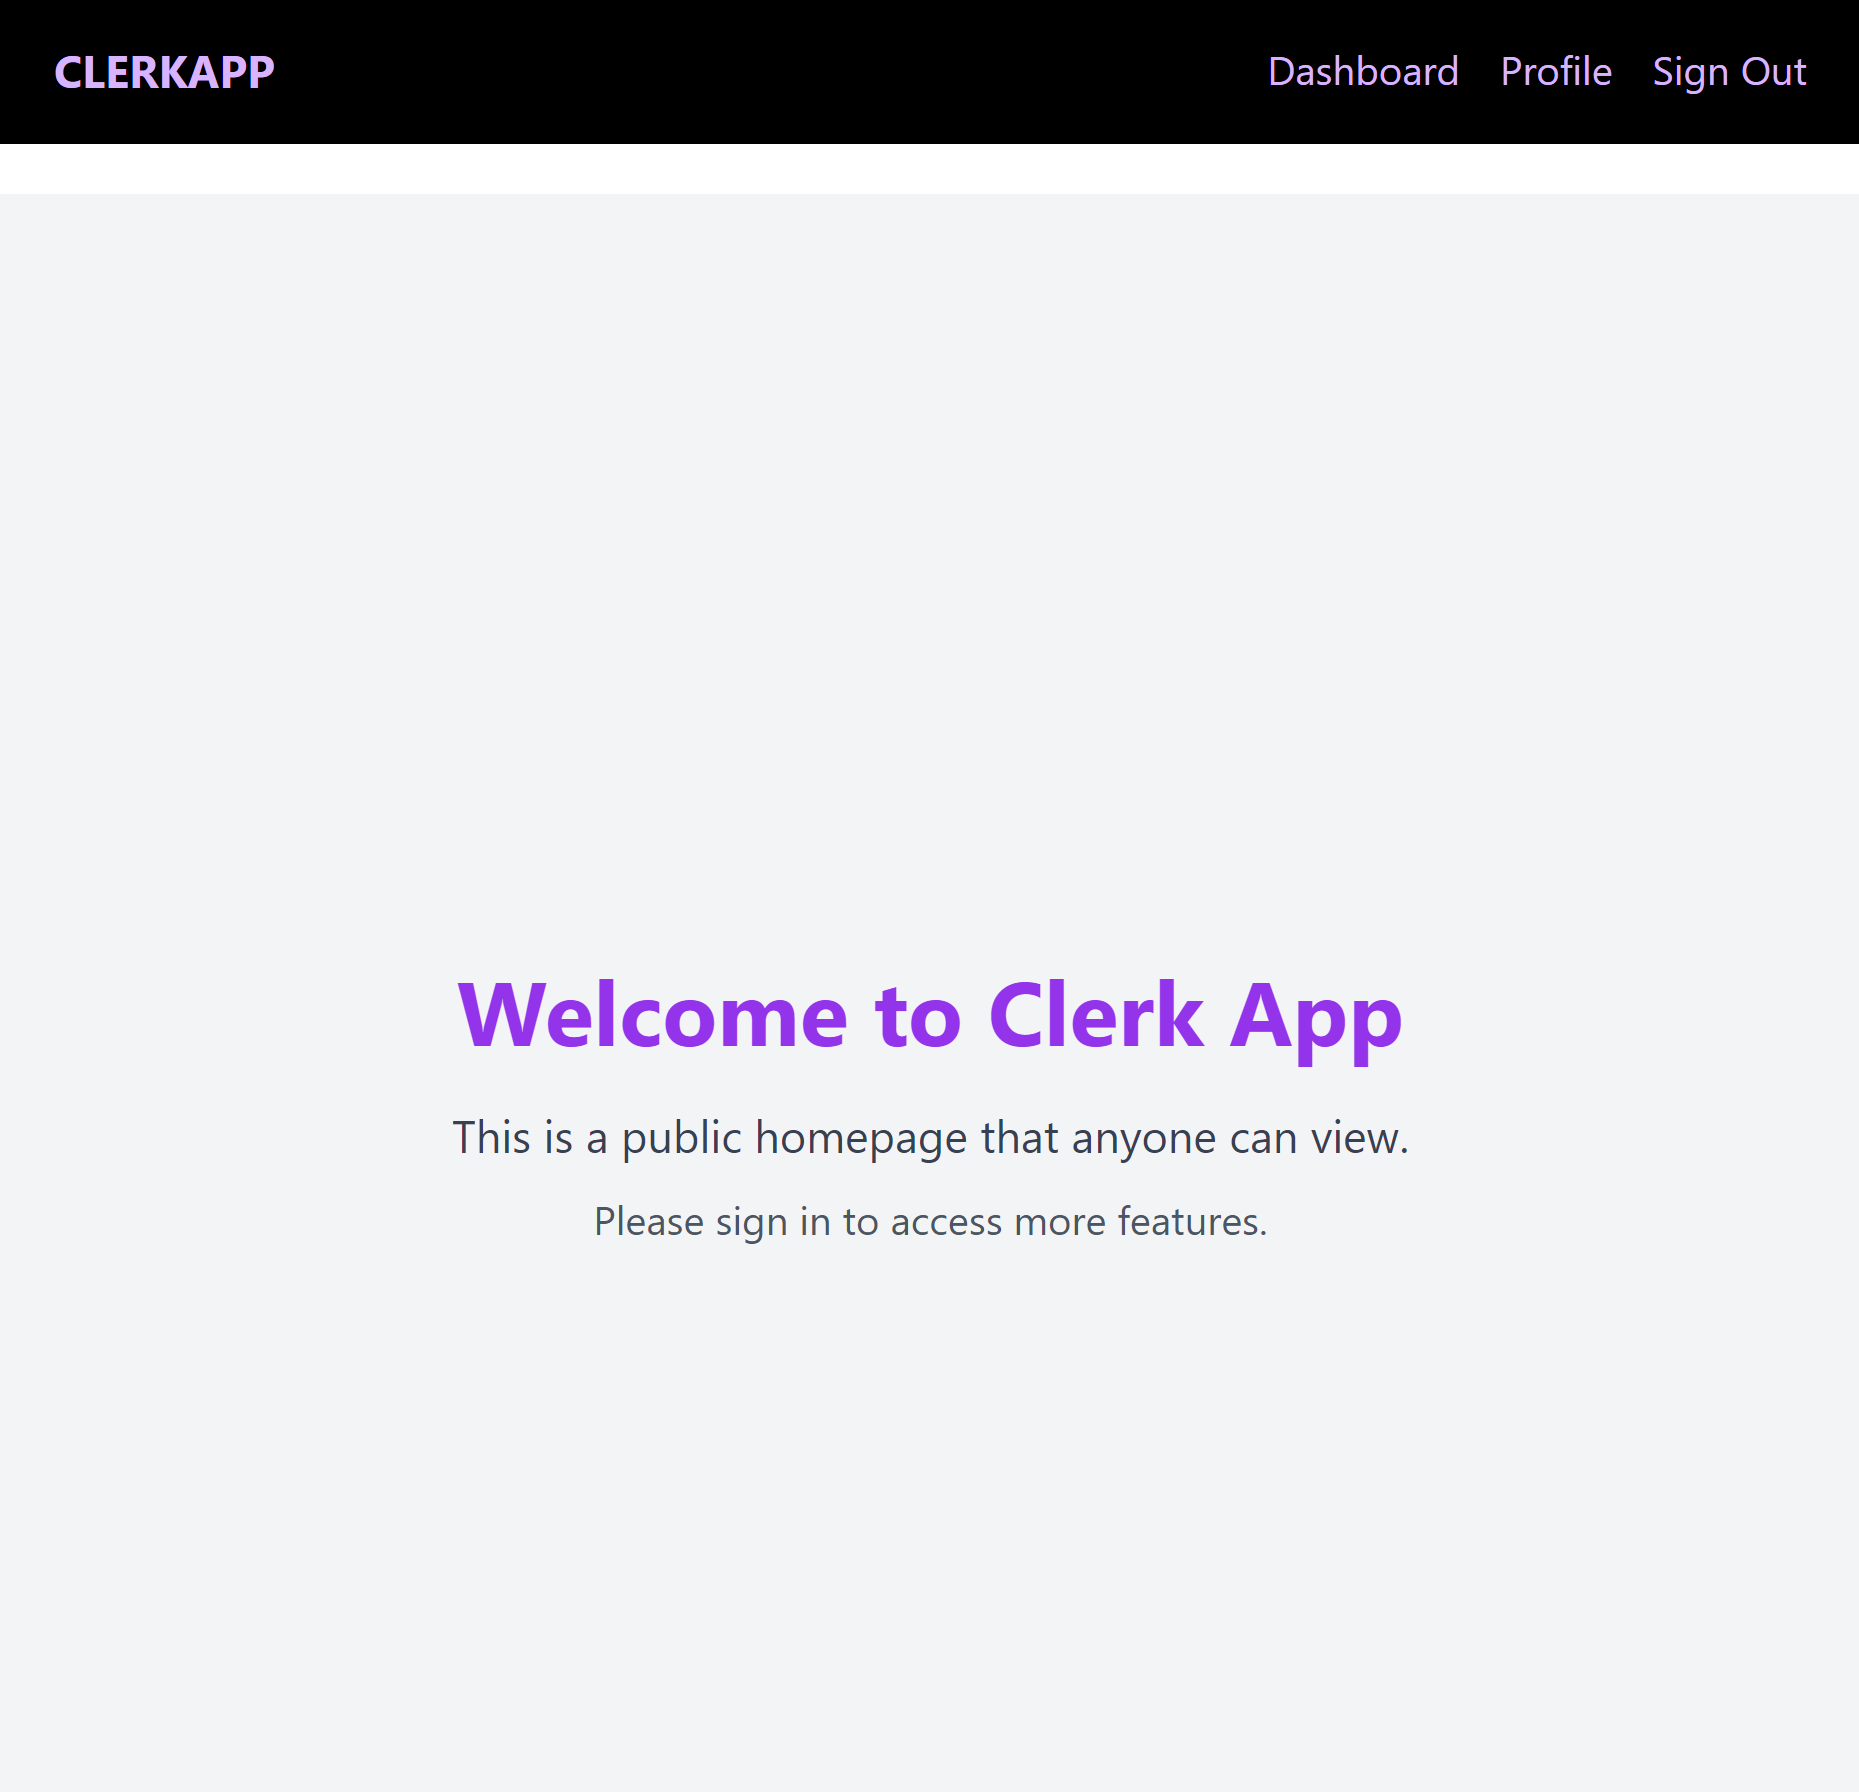 CLERKAPP
Dashboard Profile Sign Out
Welcome to Clerk App
This is a public homepage that anyone can view.
Please sign in to access more features.